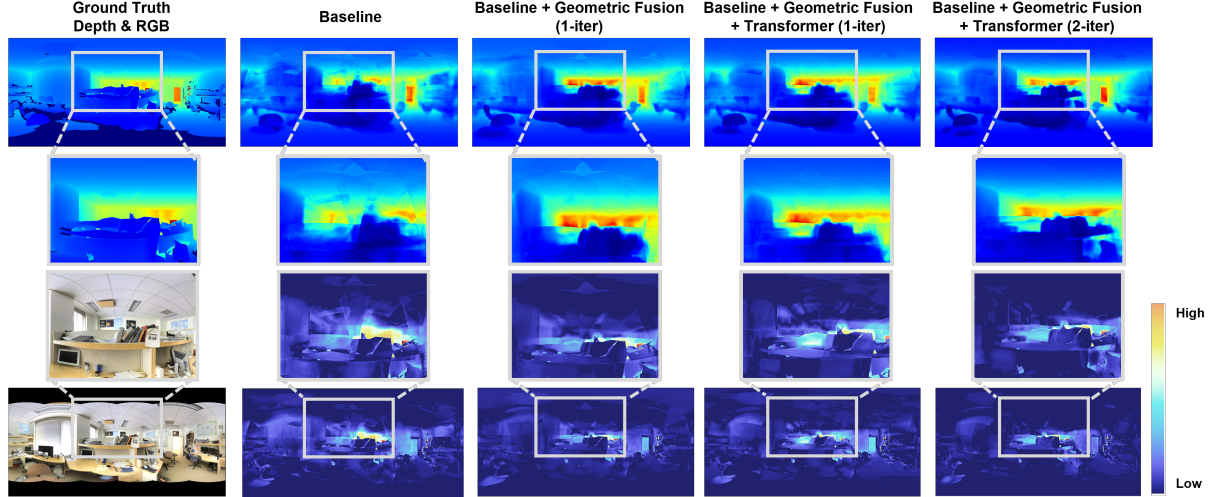 Ground Truth
Depth & RGB
Baseline
Baseline + Geometric Fusion
(1-iter)
Baseline + Geometric Fusion
+ Transformer (1-iter)
Baseline + Geometric Fusion
+ Transformer (2-iter)
High
Low